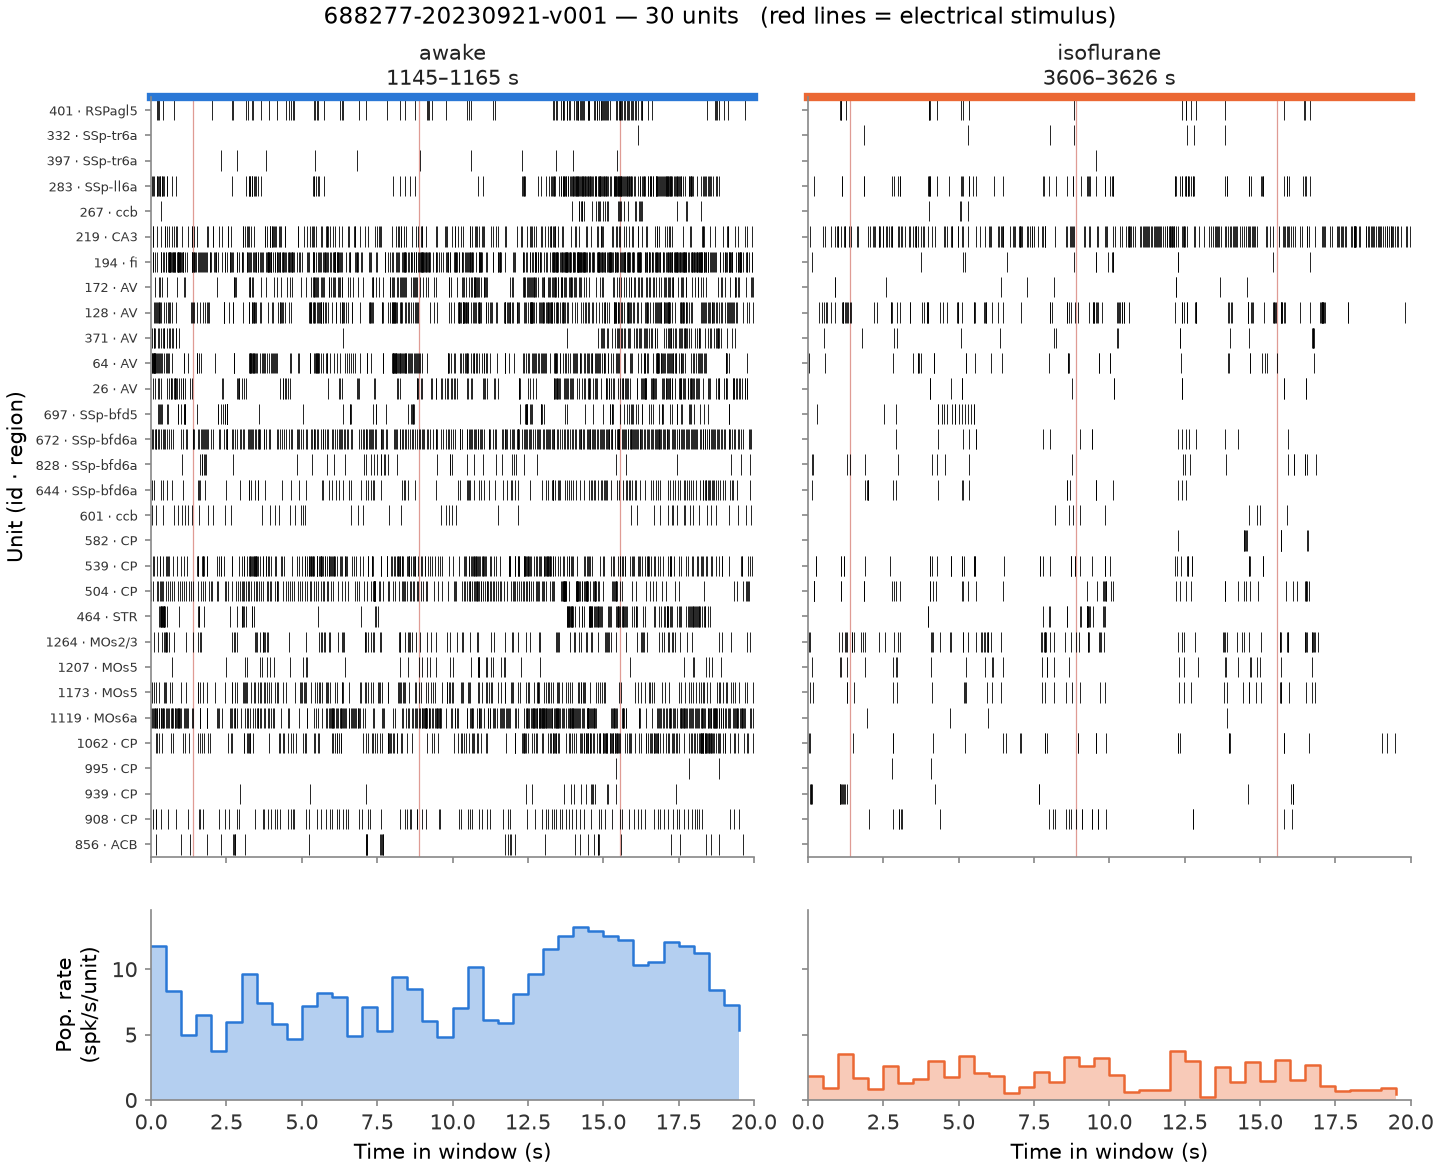 688277-20230921-v001 — 30 units   (red lines = electrical stimulus)
awake
1145–1165 s
isoflurane
3606–3626 s
Unit (id · region)
401 · RSPagl5
332 · SSp-tr6a
397 · SSp-tr6a
283 · SSp-ll6a
267 · ccb
219 · CA3
194 · fi
172 · AV
128 · AV
371 · AV
64 · AV
26 · AV
697 · SSp-bfd5
672 · SSp-bfd6a
828 · SSp-bfd6a
644 · SSp-bfd6a
601 · ccb
582 · CP
539 · CP
504 · CP
464 · STR
1264 · MOs2/3
1207 · MOs5
1173 · MOs5
1119 · MOs6a
1062 · CP
995 · CP
939 · CP
908 · CP
856 · ACB
Pop. rate
(spk/s/unit)
10
5
0
0.0 2.5 5.0 7.5 10.0 12.5 15.0 17.5 20.0
Time in window (s)
0.0 2.5 5.0 7.5 10.0 12.5 15.0 17.5 20.0
Time in window (s)